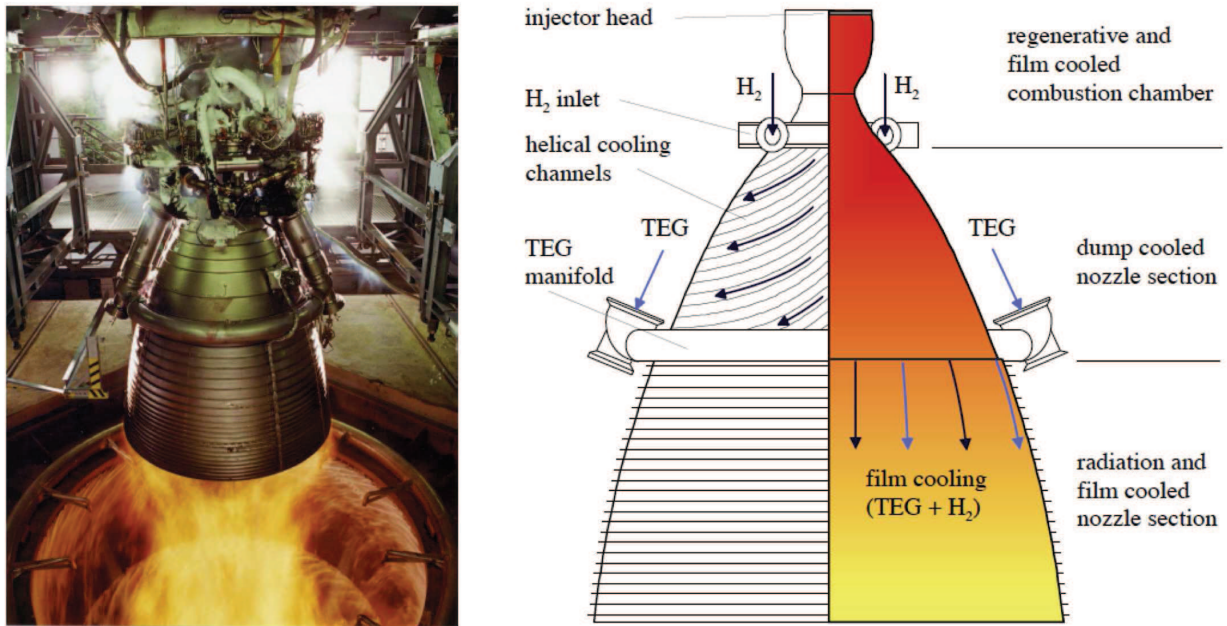 injector head
regenerative and
film cooled
combustion chamber
H₂
H₂
H₂ inlet
helical cooling
channels
TEG
TEG
TEG
manifold
dump cooled
nozzle section
film cooling
(TEG + H₂)
radiation and
film cooled
nozzle section